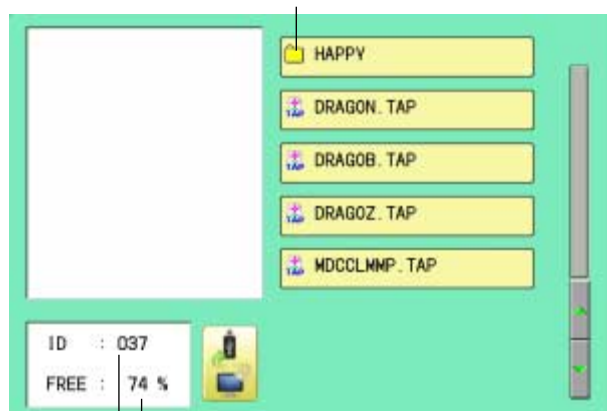 HAPPY
DRAGON.TAP
DRAGOB.TAP
DRAGOZ.TAP
MDCCLMMP.TAP
ID : 037
FREE : 74 %